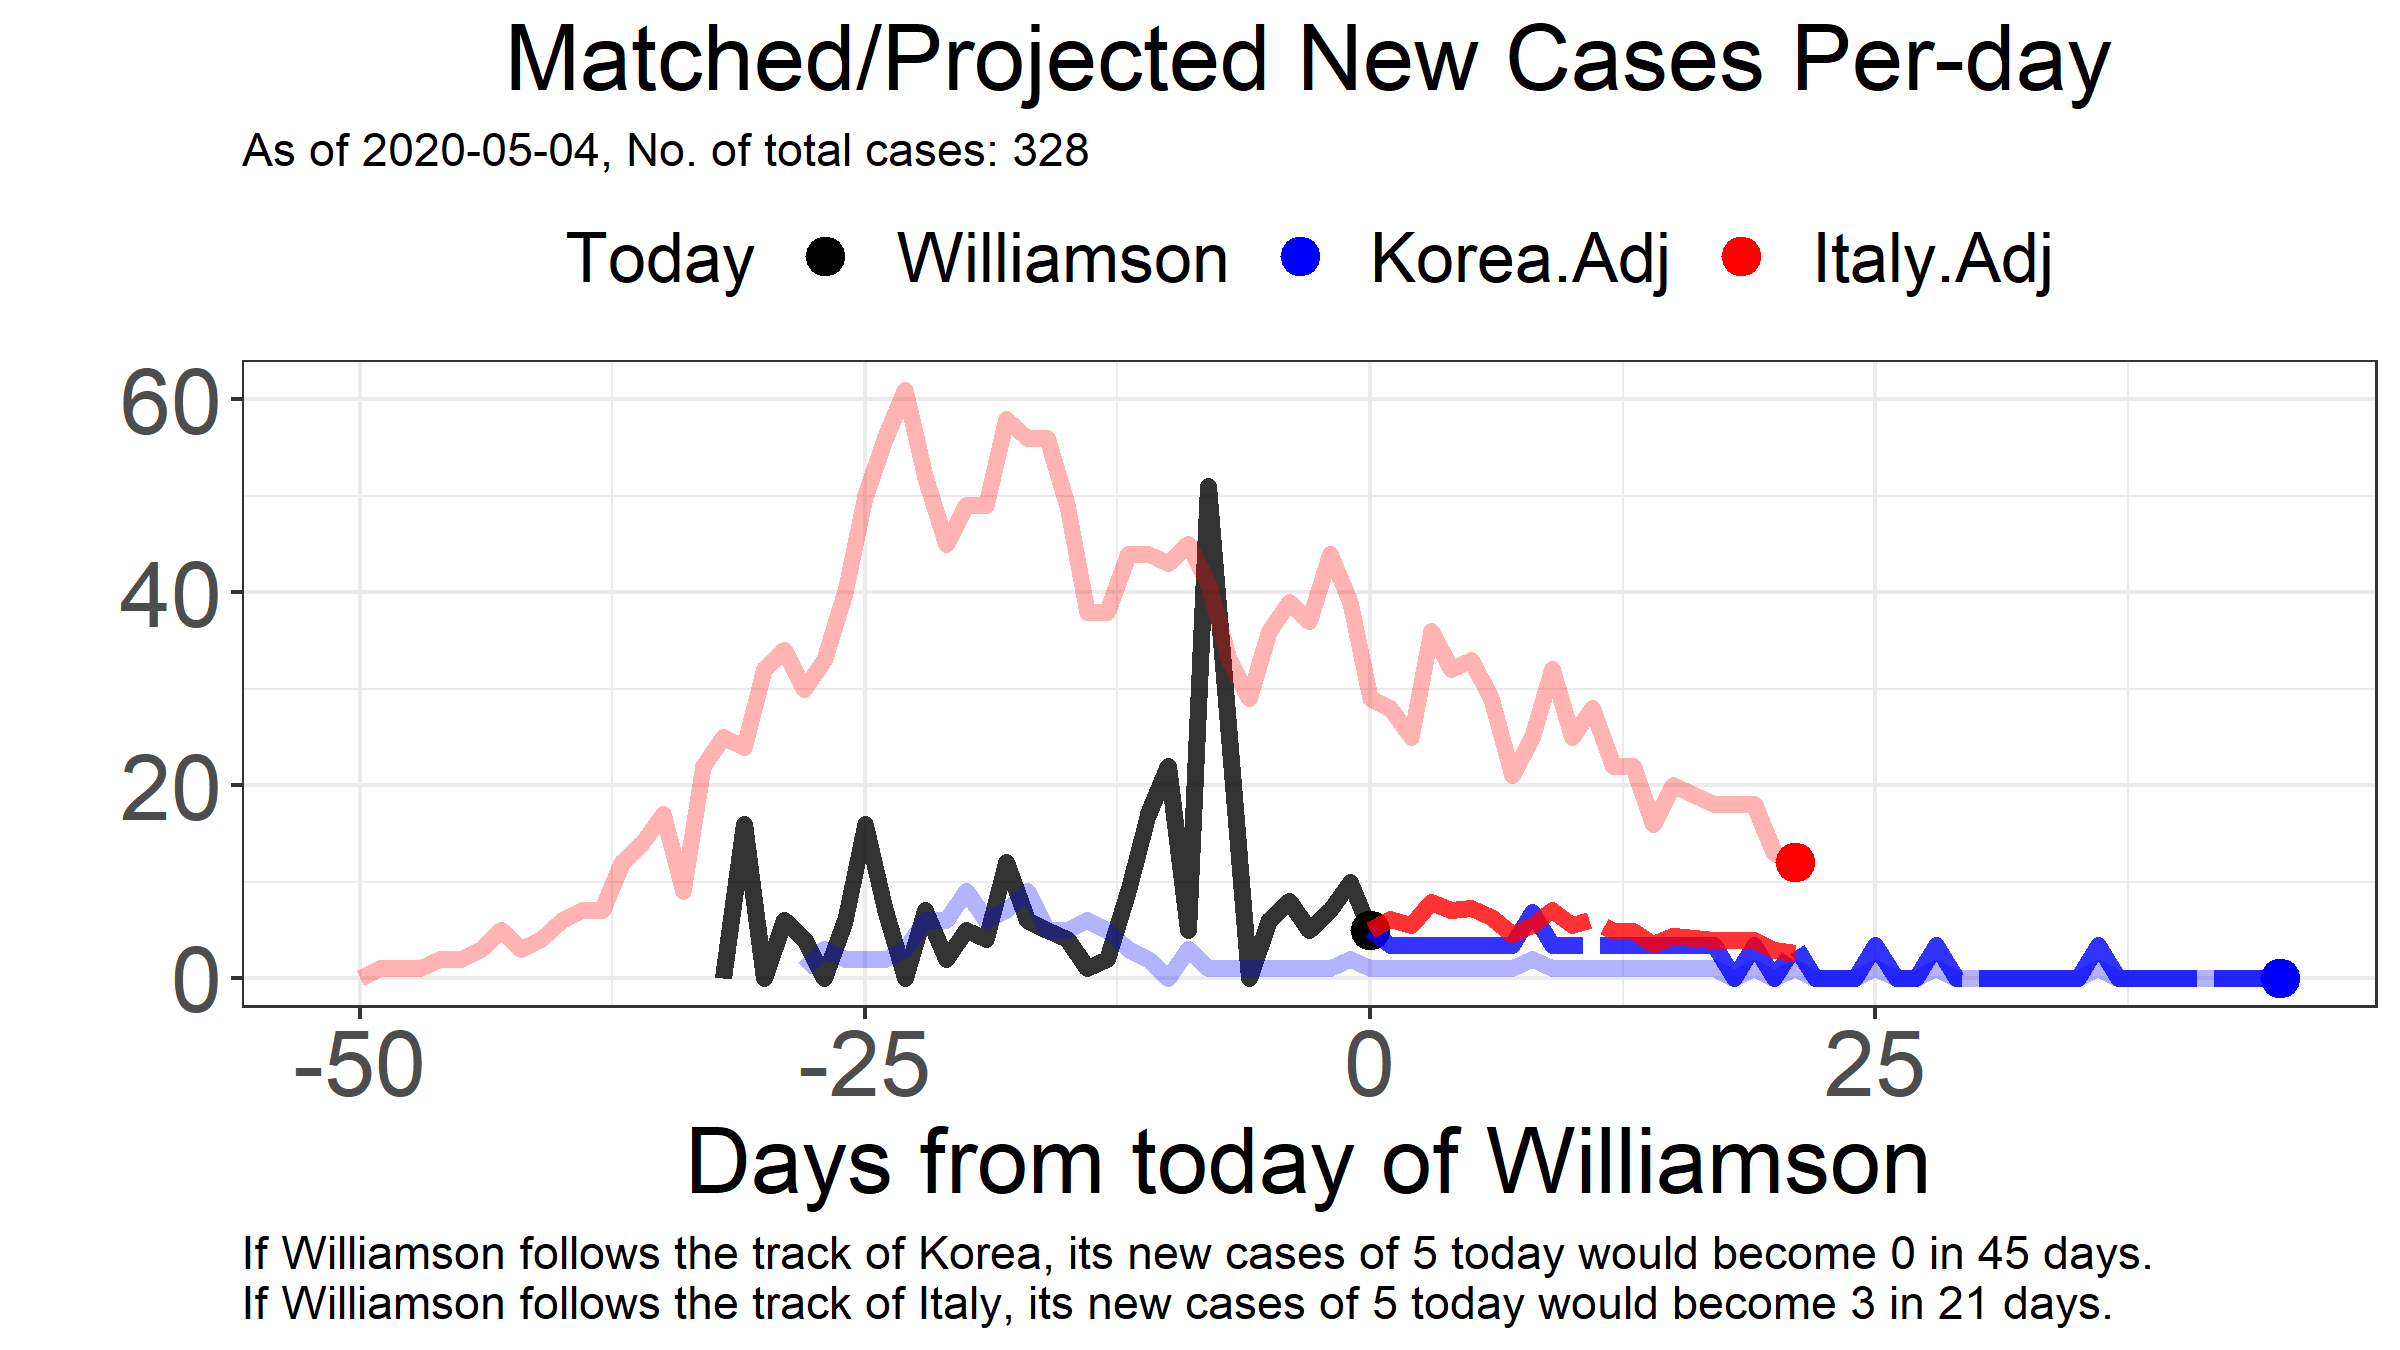 Matched/Projected New Cases Per-day
As of 2020-05-04, No. of total cases: 328
Today Williamson Korea.Adj Italy.Adj
60
40
20
0
-50 -25 0 25
Days from today of Williamson
If Williamson follows the track of Korea, its new cases of 5 today would become 0 in 45 days.
If Williamson follows the track of Italy, its new cases of 5 today would become 3 in 21 days.